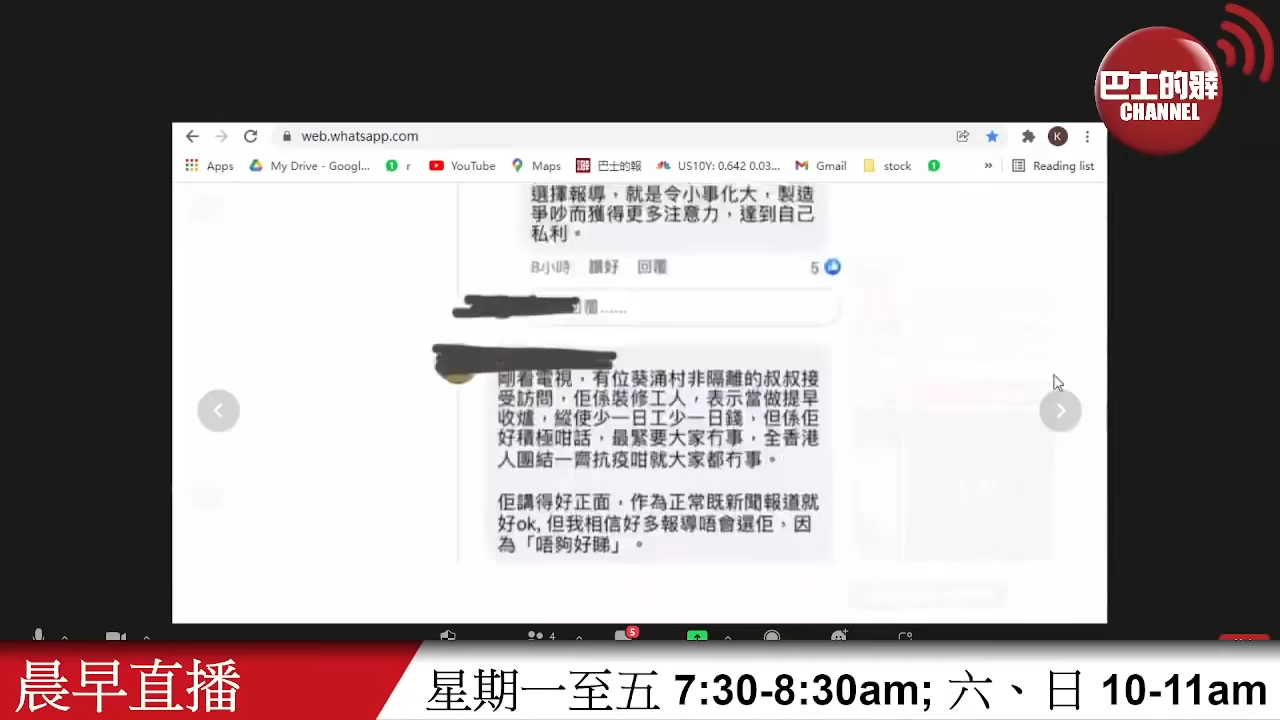 巴士的報
CHANNEL
web.whatsapp.com
K
Apps
My Drive - Googl...
1 r
YouTube
Maps
巴士的報
US10Y: 0.642 0.03...
Gmail
stock
1
»
Reading list
選擇報導，就是令小事化大，製造
爭吵而獲得更多注意力，達到自己
私利。
8小時 讚好 回覆
5
覆......
剛看電視，有位葵涌村非隔離的叔叔接
受訪問，佢係裝修工人，表示當做提早
收爐，縱使少一日工少一日錢，但係佢
好積極咁話，最緊要大家冇事，全香港
人團結一齊抗疫咁就大家都冇事。
佢講得好正面，作為正常既新聞報道就
好ok, 但我相信好多報導唔會選佢，因
為「唔夠好睇」。
4
5
晨早直播
星期一至五 7:30-8:30am; 六、日 10-11am